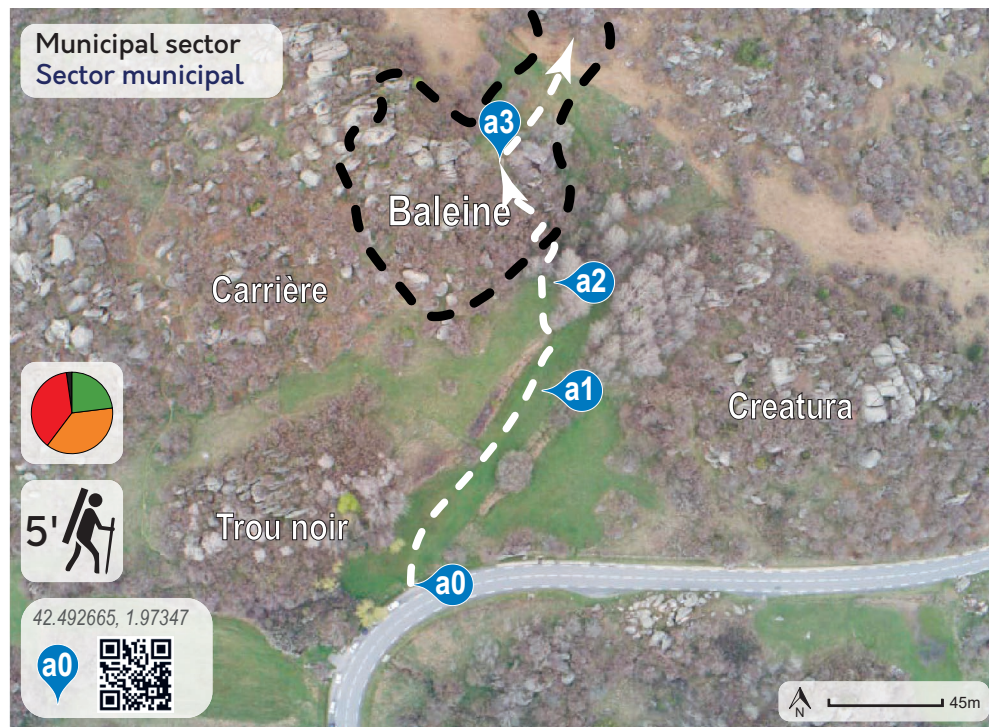 Municipal sector
Sector municipal
a3
Baleine
a2
Carrière
a1
Creatura
5'
Trou noir
a0
42.492665, 1.97347
a0
N
45m